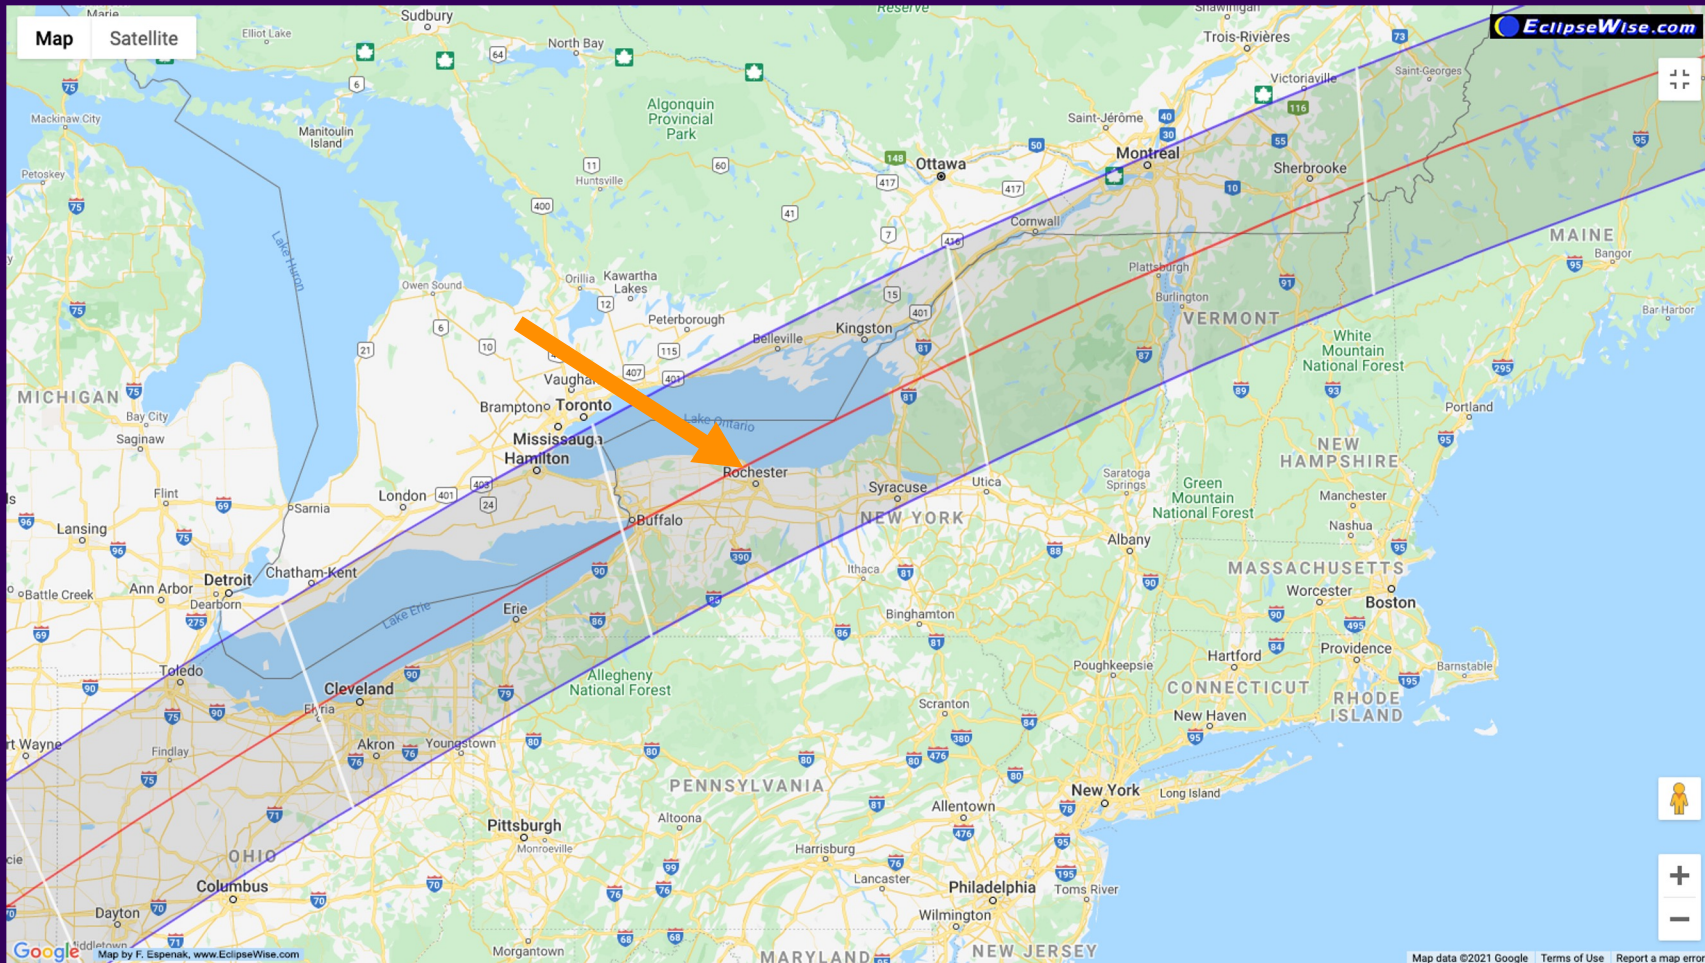 Map
Satellite
EclipseWise.com
Reserve
Sudbury
Elliot Lake
North Bay
Shawinigan
Trois-Rivières
Victoriaville
Saint-Georges
Mackinaw City
Manitoulin
Island
Algonquin
Provincial
Park
Saint-Jérôme
Montreal
Sherbrooke
Petoskey
Huntsville
Ottawa
Cornwall
MAINE
Bangor
Lake Huron
Owen Sound
Orillia
Kawartha
Lakes
Peterborough
Belleville
Kingston
Plattsburgh
Burlington
VERMONT
Bar Harbor
White
Mountain
National Forest
MICHIGAN
Bay City
Saginaw
Brampton
Toronto
Mississauga
Hamilton
Lake Ontario
Portland
NEW
HAMPSHIRE
Flint
Sarnia
London
Rochester
Syracuse
Utica
Saratoga
Springs
Green
Mountain
National Forest
Manchester
Nashua
Lansing
Buffalo
NEW YORK
Albany
MASSACHUSETTS
Battle Creek
Ann Arbor
Detroit
Dearborn
Chatham-Kent
Ithaca
Worcester
Boston
Lake Erie
Erie
Binghamton
Hartford
Providence
Barnstable
Toledo
Cleveland
Elyria
Allegheny
National Forest
Poughkeepsie
CONNECTICUT
RHODE
ISLAND
Scranton
New Haven
rt Wayne
Findlay
Akron
Youngstown
PENNSYLVANIA
New York
Long Island
Allentown
Altoona
Pittsburgh
Monroeville
Harrisburg
OHIO
Columbus
Lancaster
Philadelphia
Toms River
Dayton
Wilmington
Middletown
Morgantown
MARYLAND
NEW JERSEY
Google
Map by F. Espenak, www.EclipseWise.com
Map data ©2021 Google
Terms of Use
Report a map error